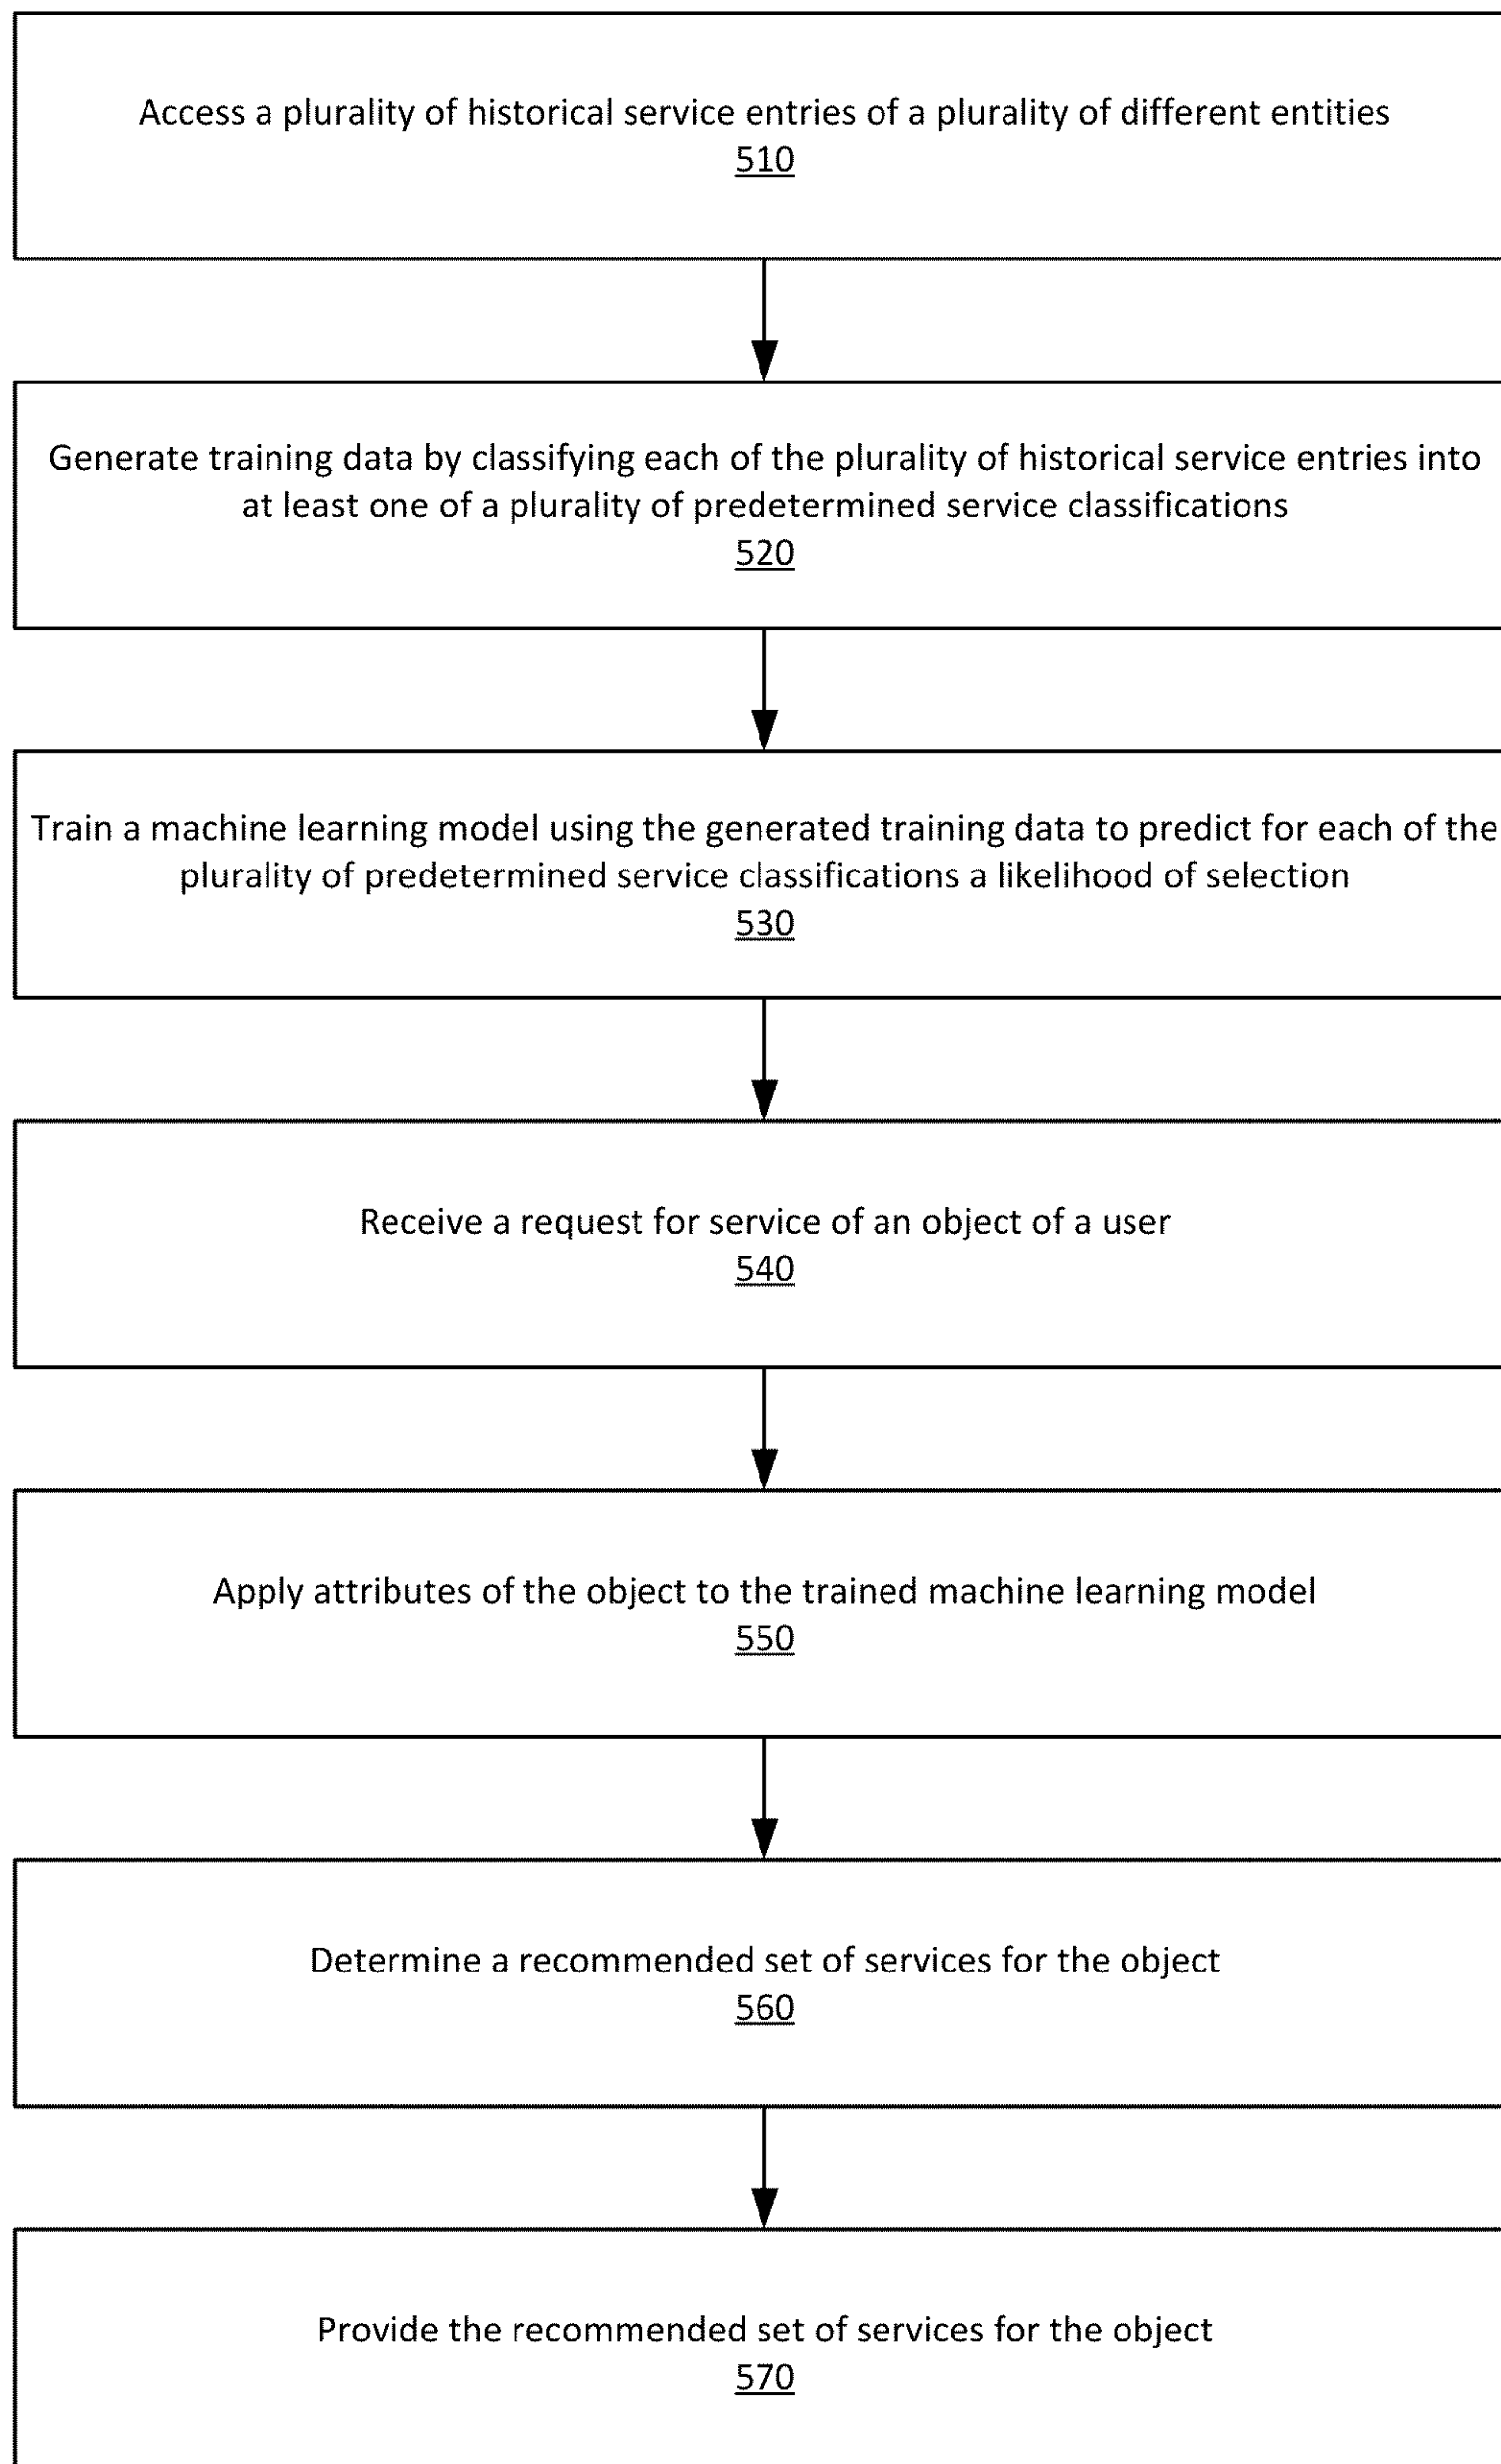 Access a plurality of historical service entries of a plurality of different entities
510
Generate training data by classifying each of the plurality of historical service entries into
at least one of a plurality of predetermined service classifications
520
Train a machine learning model using the generated training data to predict for each of the
plurality of predetermined service classifications a likelihood of selection
530
Receive a request for service of an object of a user
540
Apply attributes of the object to the trained machine learning model
550
Determine a recommended set of services for the object
560
Provide the recommended set of services for the object
570